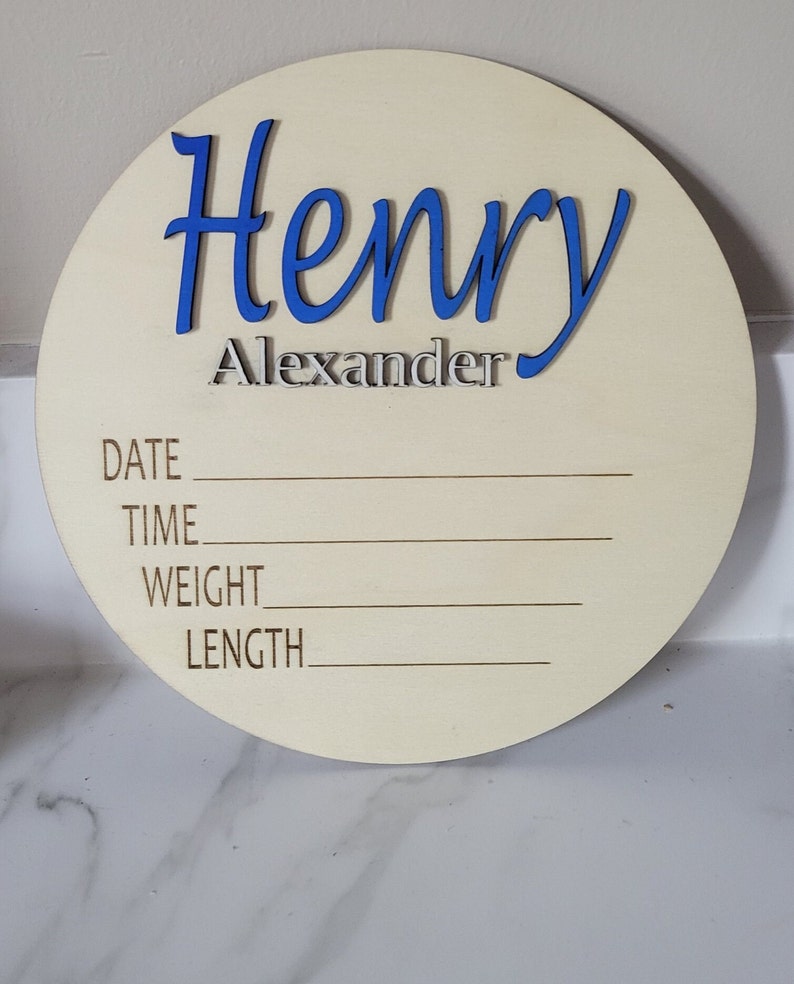 Henry
Alexander
DATE
TIME
WEIGHT
LENGTH